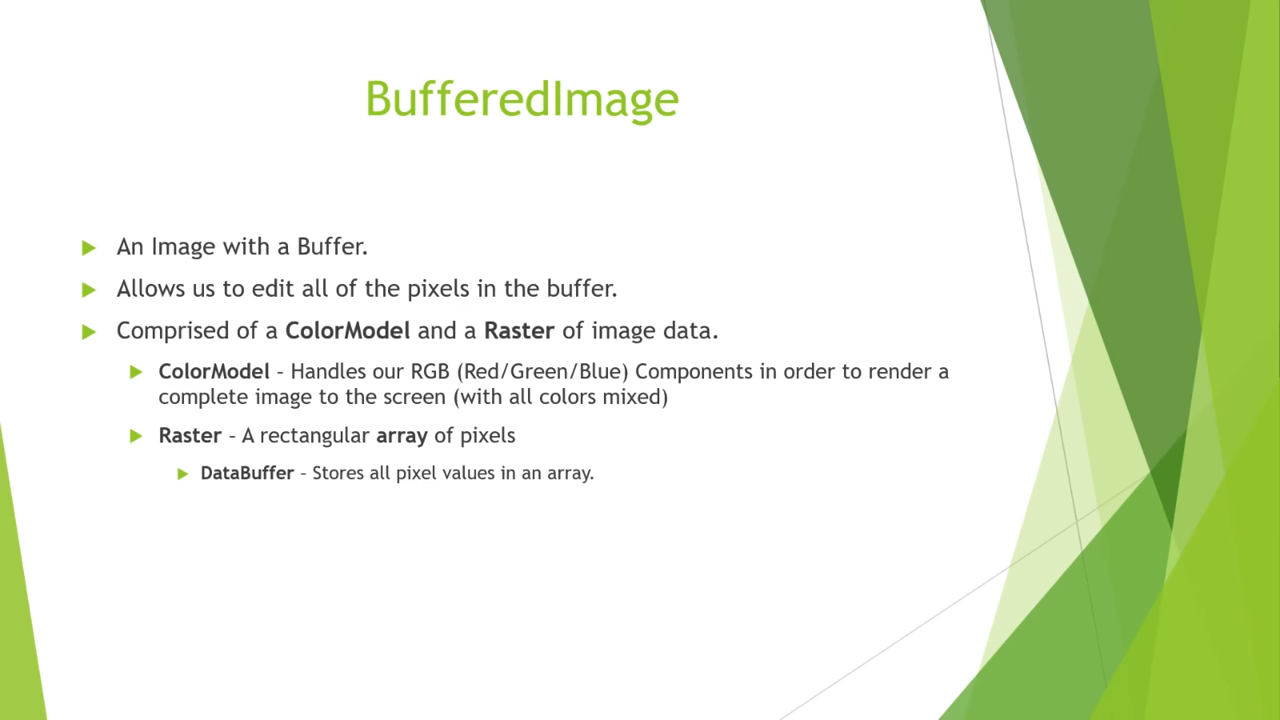 BufferedImage
An Image with a Buffer.
Allows us to edit all of the pixels in the buffer.
Comprised of a ColorModel and a Raster of image data.
ColorModel – Handles our RGB (Red/Green/Blue) Components in order to render a
complete image to the screen (with all colors mixed)
Raster – A rectangular array of pixels
DataBuffer – Stores all pixel values in an array.